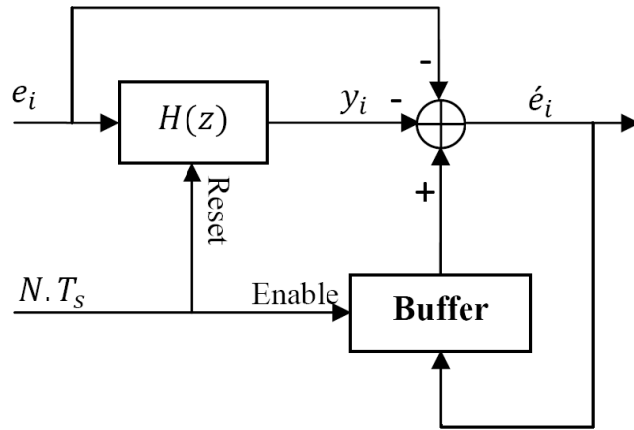 -
e_i
H(z)
y_i
-
é_i
+
Reset
N.T_s
Enable
Buffer